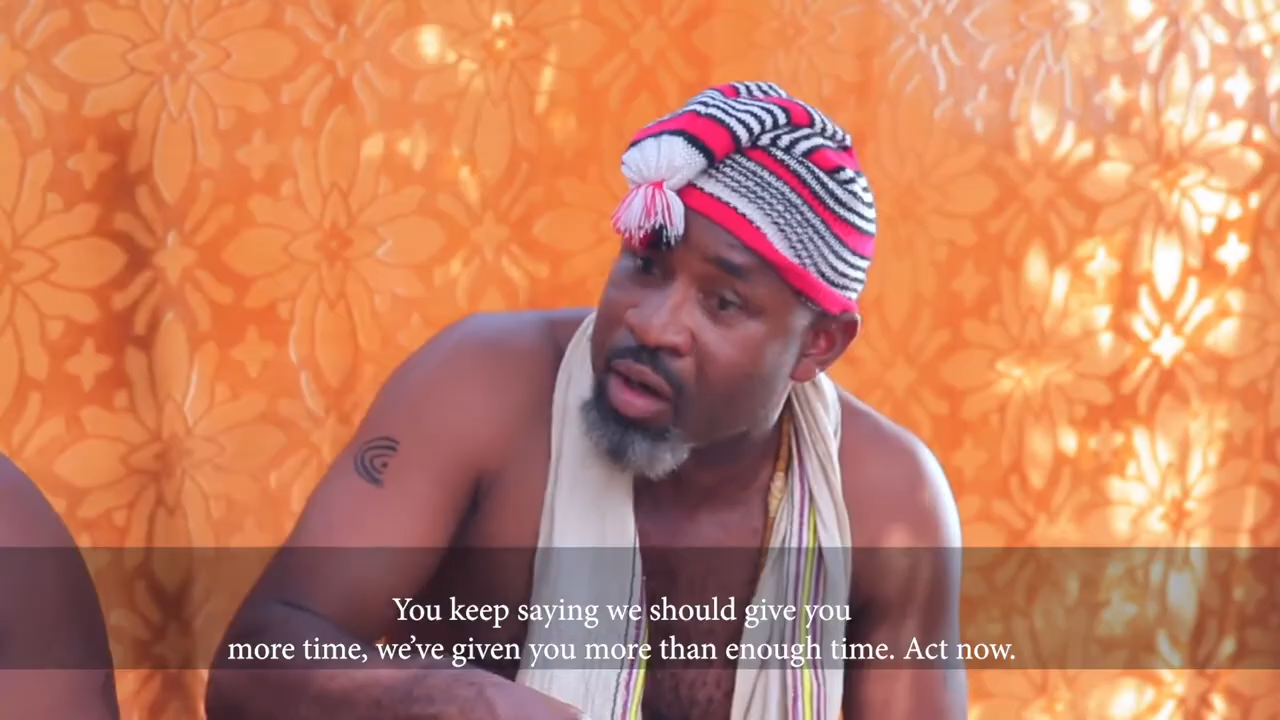 You keep saying we should give you
more time, we've given you more than enough time. Act now.